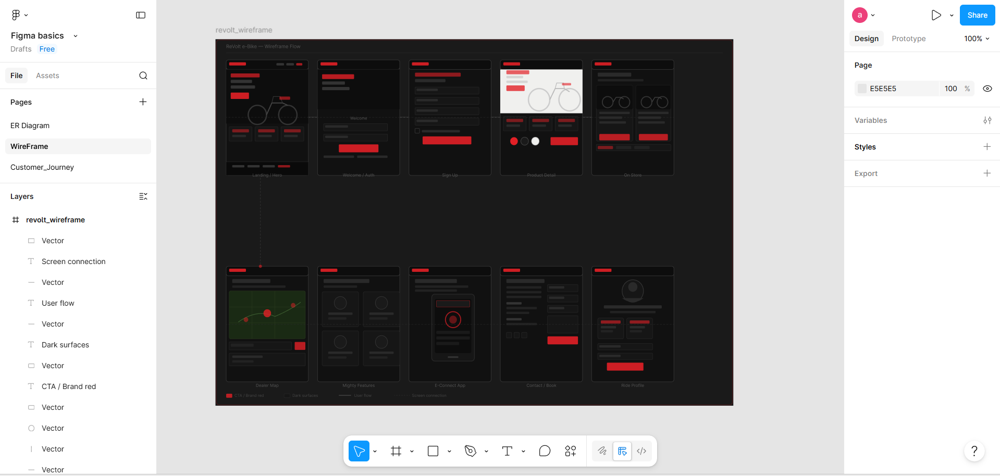 Figma basics
Drafts Free
File Assets
Pages
ER Diagram
WireFrame
Customer_Journey
Layers
revolt_wireframe
Vector
Screen connection
Vector
User flow
Vector
Dark surfaces
Vector
CTA / Brand red
Vector
Vector
Vector
Vector
revolt_wireframe
ReVolt e-Bike — Wireframe Flow
Welcome
Landing / Hero
Welcome / Auth
Sign Up
Product Detail
On Store
Dealer Map
Mighty Features
E-Connect App
Contact / Book
Ride Profile
CTA / Brand red
Dark surfaces
User flow
Screen connection
a
Share
Design Prototype 100%
Page
E5E5E5 100 %
Variables
Styles
Export
?